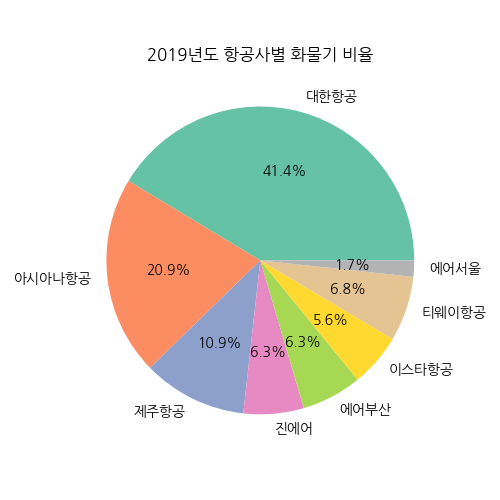 2019년도 항공사별 화물기 비율
대한항공
41.4%
아시아나항공
20.9%
제주항공
10.9%
진에어
6.3%
에어부산
6.3%
이스타항공
5.6%
티웨이항공
6.8%
에어서울
1.7%